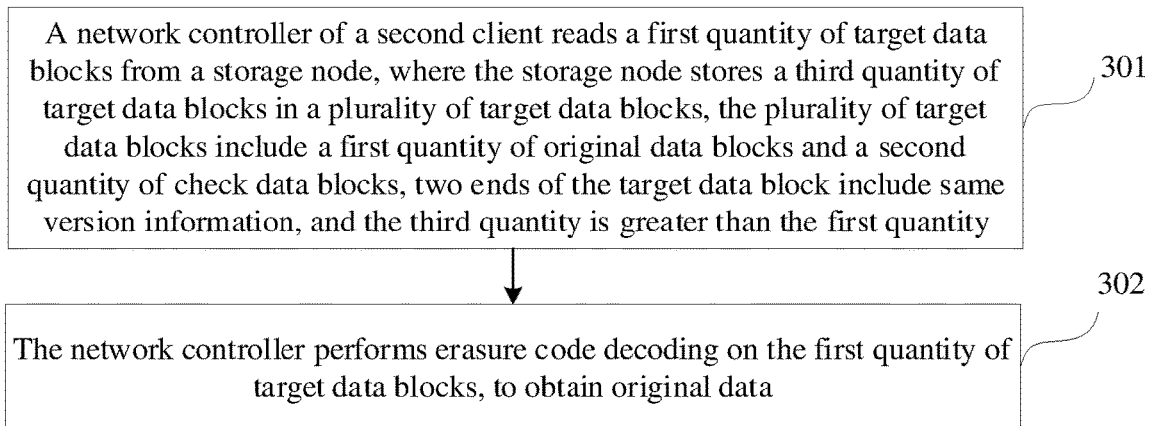 A network controller of a second client reads a first quantity of target data
blocks from a storage node, where the storage node stores a third quantity of
target data blocks in a plurality of target data blocks, the plurality of target
data blocks include a first quantity of original data blocks and a second
quantity of check data blocks, two ends of the target data block include same
version information, and the third quantity is greater than the first quantity
301
302
The network controller performs erasure code decoding on the first quantity of
target data blocks, to obtain original data